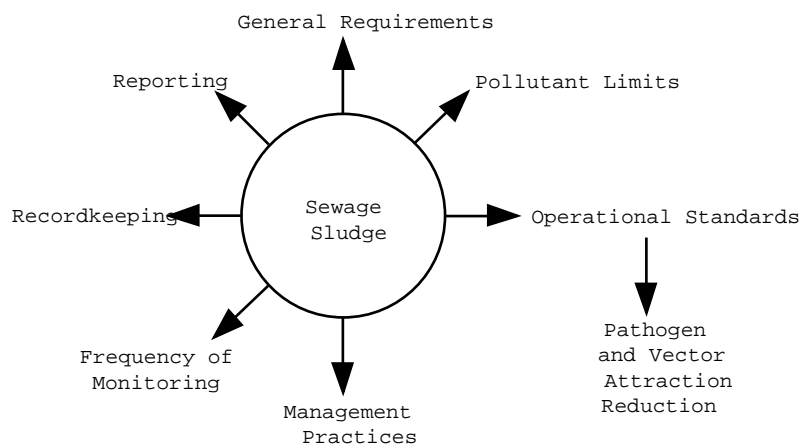 General Requirements
Reporting
Pollutant Limits
Recordkeeping
Sewage
Sludge
Operational Standards
Frequency of
Monitoring
Pathogen
and Vector
Attraction
Reduction
Management
Practices